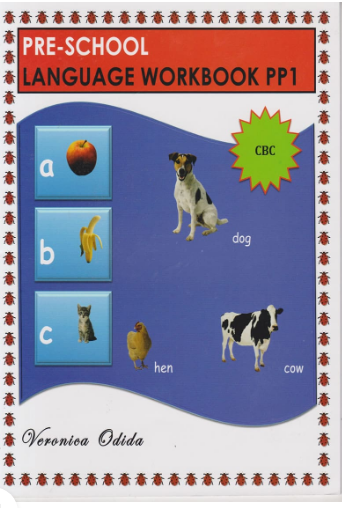 PRE-SCHOOL
LANGUAGE WORKBOOK PP1
CBC
a
dog
b
c
hen
cow
Veronica Odida